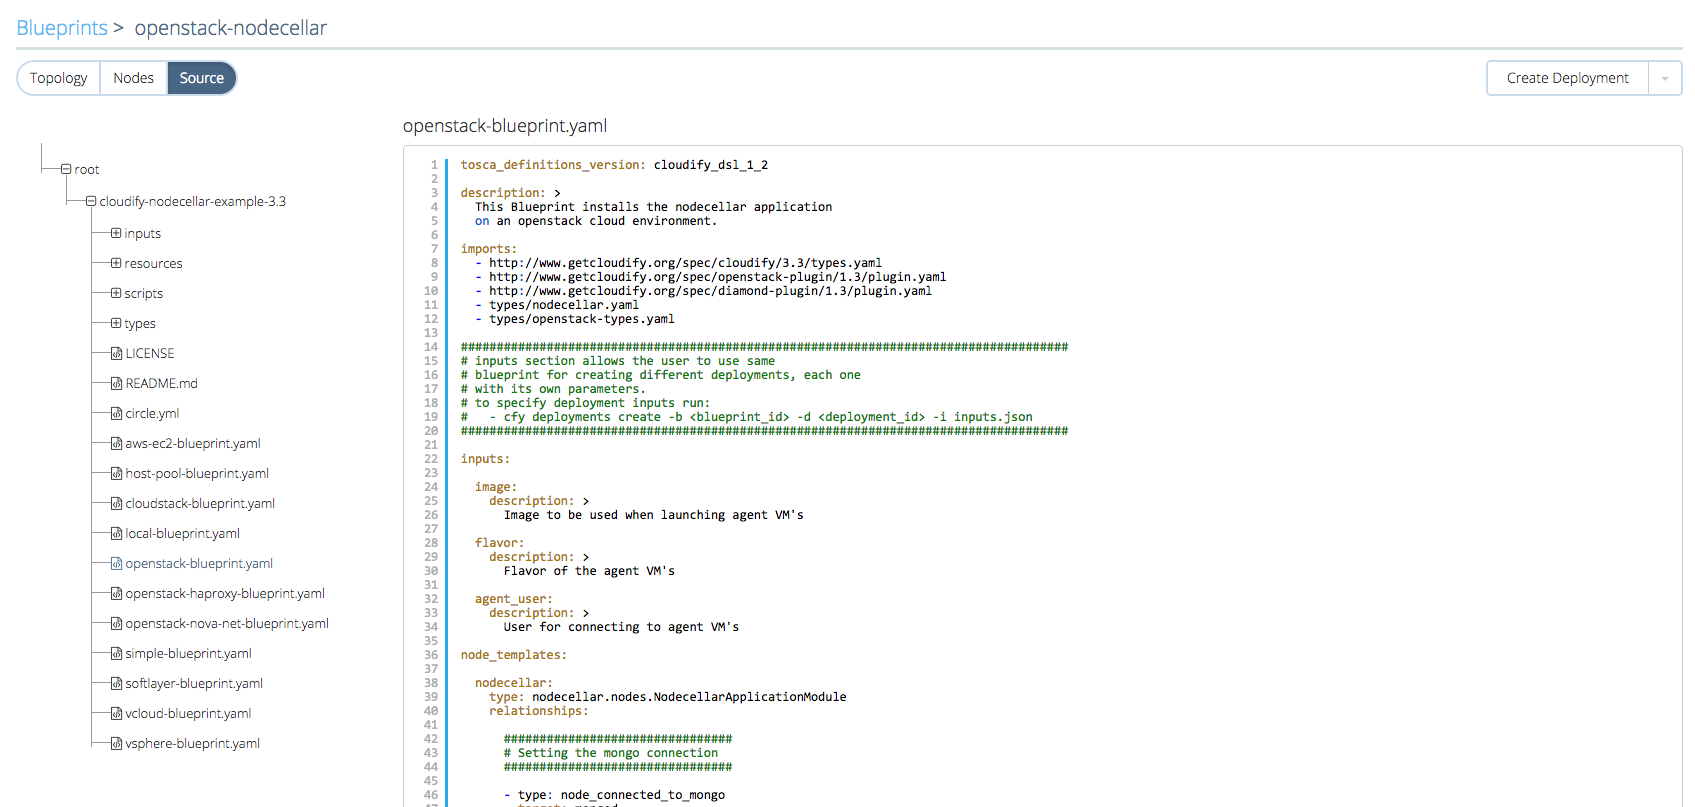 Blueprints > openstack-nodecellar
Topology Nodes Source
Create Deployment
root
cloudify-nodecellar-example-3.3
inputs
resources
scripts
types
LICENSE
README.md
circle.yml
aws-ec2-blueprint.yaml
host-pool-blueprint.yaml
cloudstack-blueprint.yaml
local-blueprint.yaml
openstack-blueprint.yaml
openstack-haproxy-blueprint.yaml
openstack-nova-net-blueprint.yaml
simple-blueprint.yaml
softlayer-blueprint.yaml
vcloud-blueprint.yaml
vsphere-blueprint.yaml
openstack-blueprint.yaml
1 tosca_definitions_version: cloudify_dsl_1_2
2
3 description: >
4   This Blueprint installs the nodecellar application
5   on an openstack cloud environment.
6
7 imports:
8   - http://www.getcloudify.org/spec/cloudify/3.3/types.yaml
9   - http://www.getcloudify.org/spec/openstack-plugin/1.3/plugin.yaml
10   - http://www.getcloudify.org/spec/diamond-plugin/1.3/plugin.yaml
11   - types/nodecellar.yaml
12   - types/openstack-types.yaml
13
14 #####################################################################################
15 # inputs section allows the user to use same
16 # blueprint for creating different deployments, each one
17 # with its own parameters.
18 # to specify deployment inputs run:
19 #   - cfy deployments create -b <blueprint_id> -d <deployment_id> -i inputs.json
20 #####################################################################################
21
22 inputs:
23
24   image:
25     description: >
26       Image to be used when launching agent VM's
27
28   flavor:
29     description: >
30       Flavor of the agent VM's
31
32   agent_user:
33     description: >
34       User for connecting to agent VM's
35
36 node_templates:
37
38   nodecellar:
39     type: nodecellar.nodes.NodecellarApplicationModule
40     relationships:
41
42       ################################
43       # Setting the mongo connection
44       ################################
45
46       - type: node_connected_to_mongo